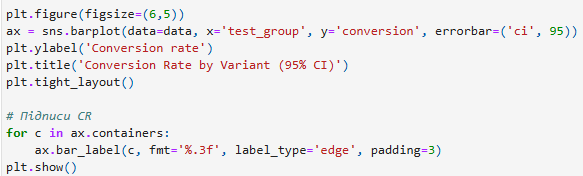 plt.figure(figsize=(6,5))
ax = sns.barplot(data=data, x='test_group', y='conversion', errorbar=('ci', 95))
plt.ylabel('Conversion rate')
plt.title('Conversion Rate by Variant (95% CI)')
plt.tight_layout()

# Підписи CR
for c in ax.containers:
    ax.bar_label(c, fmt='%.3f', label_type='edge', padding=3)
plt.show()